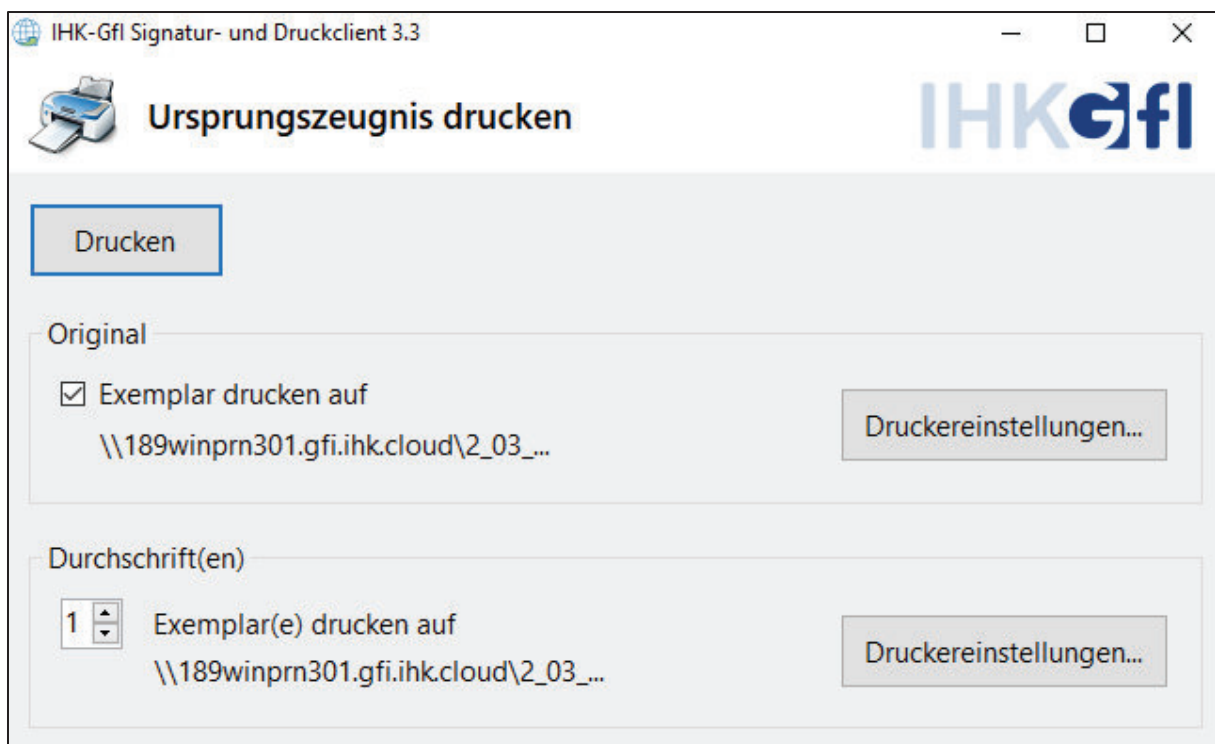 IHK-GfI Signatur- und Druckclient 3.3
Ursprungszeugnis drucken
IHKGfI
Drucken
Original
Exemplar drucken auf
\\189winprn301.gfi.ihk.cloud\2_03_...
Druckereinstellungen...
Durchschrift(en)
1
Exemplar(e) drucken auf
\\189winprn301.gfi.ihk.cloud\2_03_...
Druckereinstellungen...